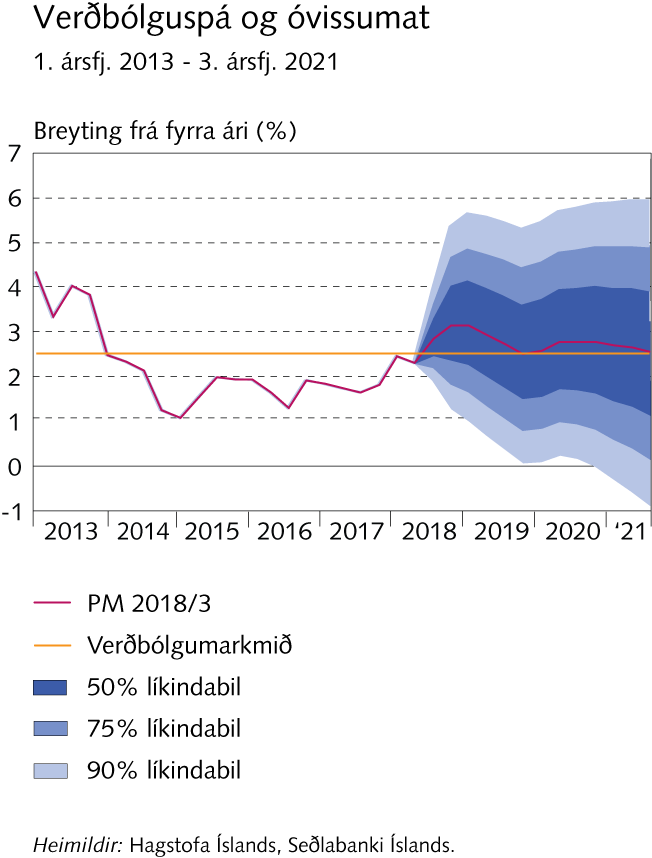 Verðbólguspá og óvissumat
1. ársfj. 2013 - 3. ársfj. 2021
Breyting frá fyrra ári (%)
7
6
5
4
3
2
1
0
-1
2013 2014 2015 2016 2017 2018 2019 2020 '21
PM 2018/3
Verðbólgumarkmið
50% líkindabil
75% líkindabil
90% líkindabil
Heimildir: Hagstofa Íslands, Seðlabanki Íslands.